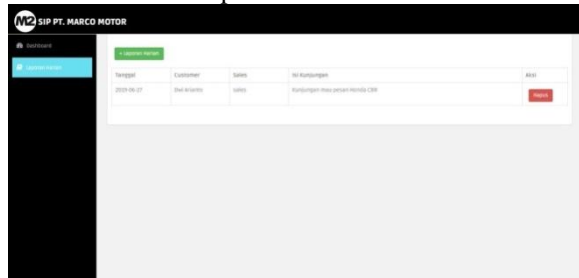 M2 SIP PT. MARCO MOTOR
Dashboard
Laporan Harian
+ Laporan Harian
Tanggal Customer Sales Isi Kunjungan Aksi
2019-06-27 Dwi Arianto sales Kunjungan mau pesan Honda CBR Hapus